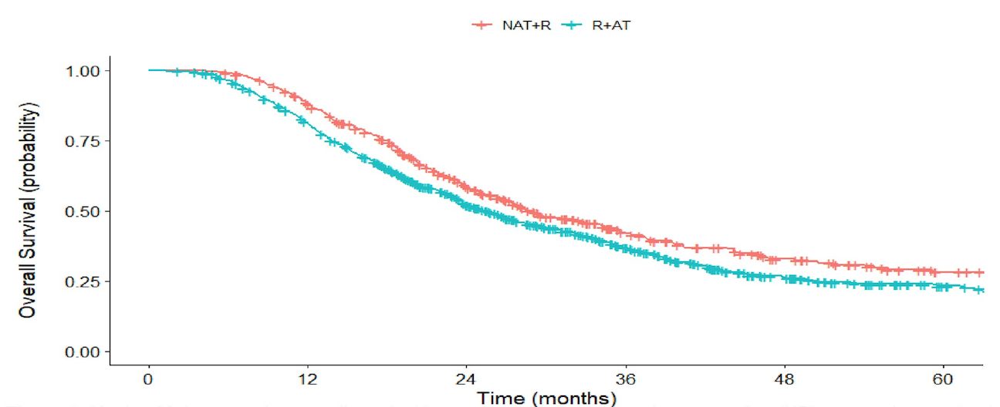 NAT+R R+AT
Overall Survival (probability)
1.00
0.75
0.50
0.25
0.00
0 12 24 36 48 60
Time (months)